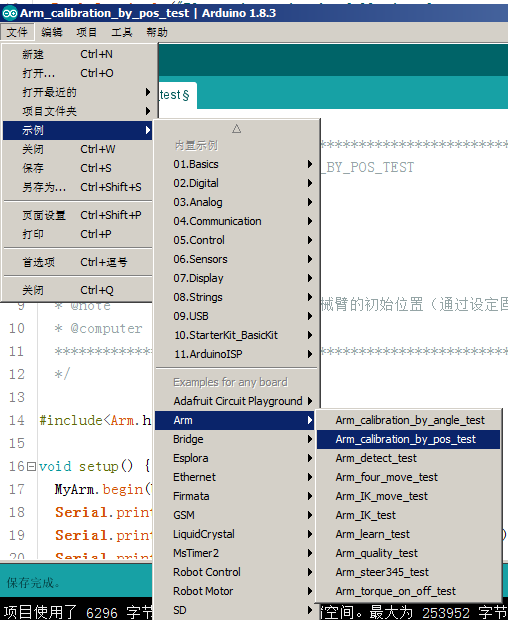 Arm_calibration_by_pos_test | Arduino 1.8.3
文件 编辑 项目 工具 帮助
新建 Ctrl+N
打开... Ctrl+O
打开最近的
项目文件夹
示例
关闭 Ctrl+W
保存 Ctrl+S
另存为... Ctrl+Shift+S
页面设置 Ctrl+Shift+P
打印 Ctrl+P
首选项 Ctrl+逗号
关闭 Ctrl+Q
test §
内置示例
01.Basics
02.Digital
03.Analog
04.Communication
05.Control
06.Sensors
07.Display
08.Strings
09.USB
10.StarterKit_BasicKit
11.ArduinoISP
Examples for any board
Adafruit Circuit Playground
Arm
Bridge
Esplora
Ethernet
Firmata
GSM
LiquidCrystal
MsTimer2
Robot Control
Robot Motor
SD
Arm_calibration_by_angle_test
Arm_calibration_by_pos_test
Arm_detect_test
Arm_four_move_test
Arm_IK_move_test
Arm_IK_test
Arm_learn_test
Arm_quality_test
Arm_steer345_test
Arm_torque_on_off_test
_BY_POS_TEST
9 * @note 械臂的初始位置（通过设定固
10 * @computer
11 ****************
12 */
13
14 #include<Arm.h
15
16 void setup() {
17 MyArm.begin(
18 Serial.print
19 Serial.print
20 Serial.print
保存完成。
项目使用了 6296 字节 空间。最大为 253952 字节